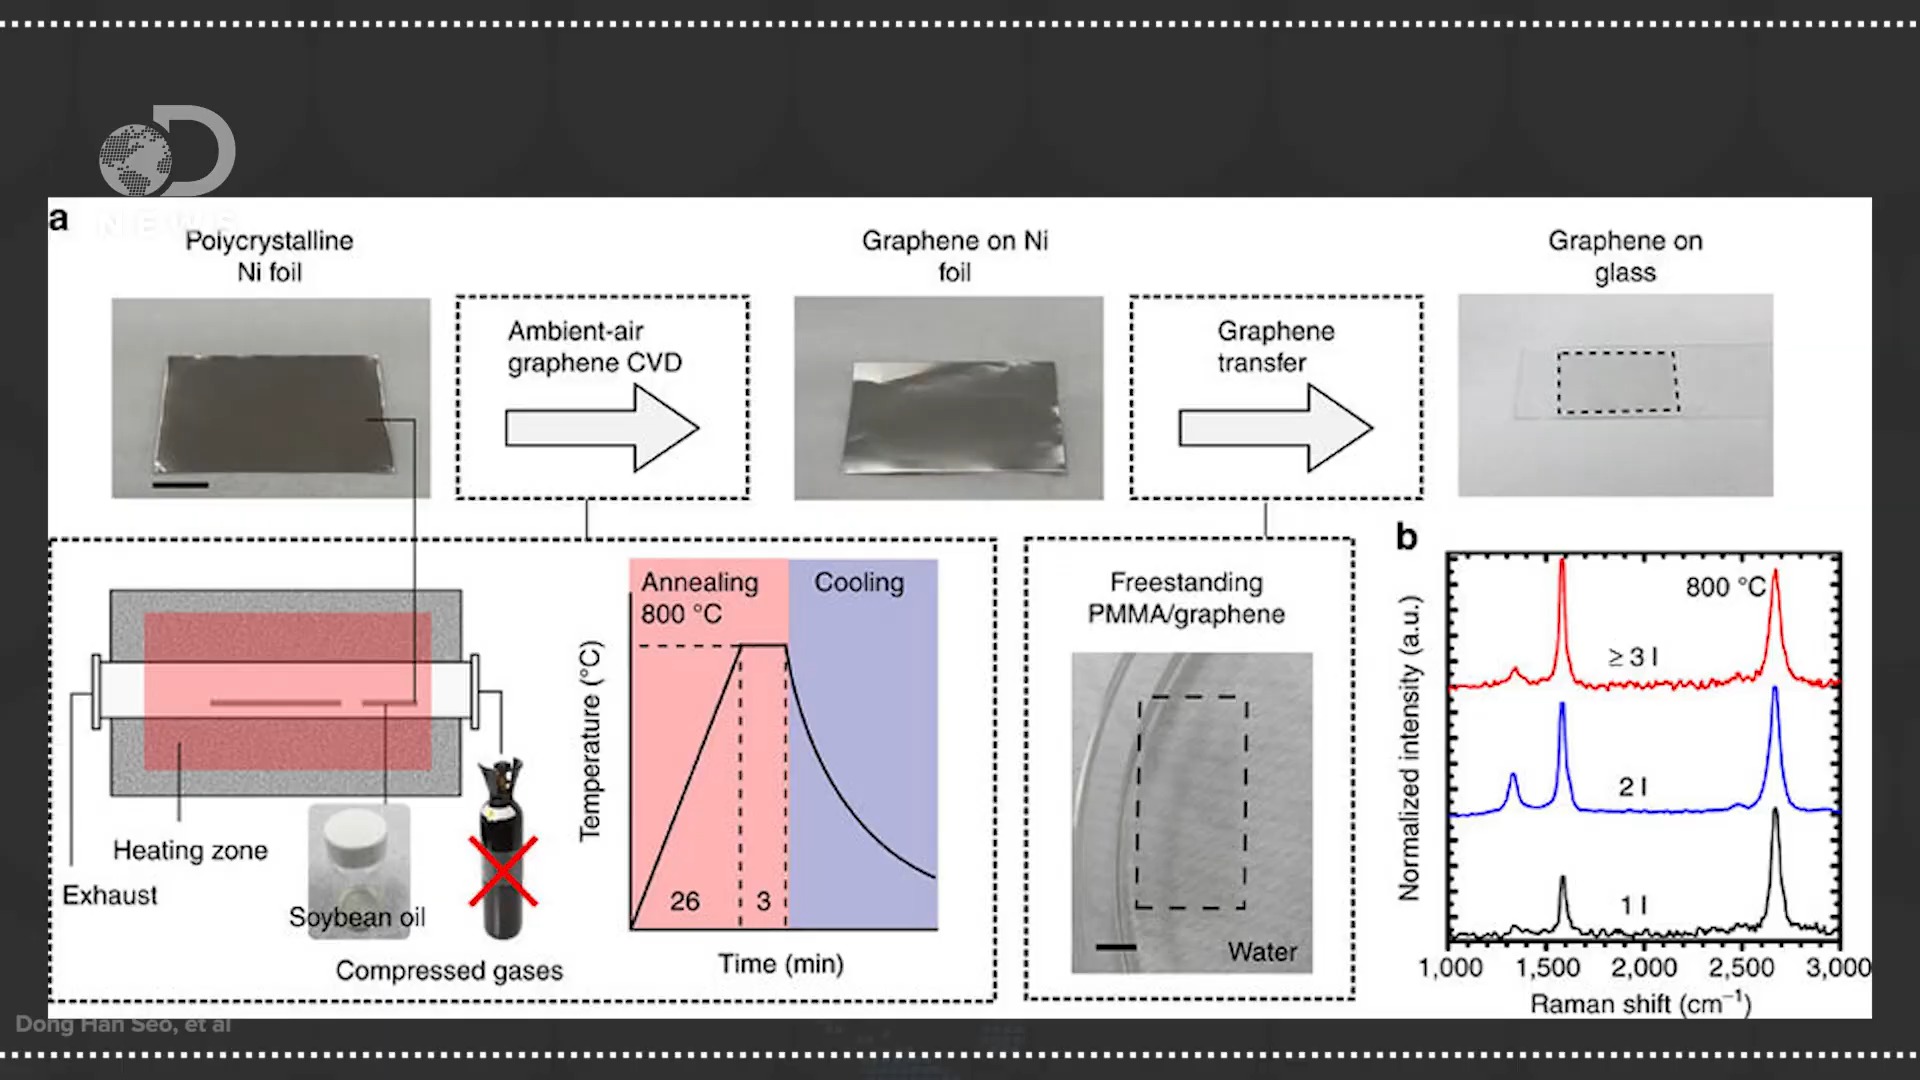 NEWS
a
Polycrystalline
Ni foil
Ambient-air
graphene CVD
Graphene on Ni
foil
Graphene
transfer
Graphene on
glass
Heating zone
Exhaust
Soybean oil
Compressed gases
Annealing
800 °C
Cooling
Temperature (°C)
26
3
Time (min)
Freestanding
PMMA/graphene
Water
b
800 °C
≥ 3 l
2 l
1 l
Normalized intensity (a.u.)
1,000 1,500 2,000 2,500 3,000
Raman shift (cm⁻¹)
Dong Han Seo, et al